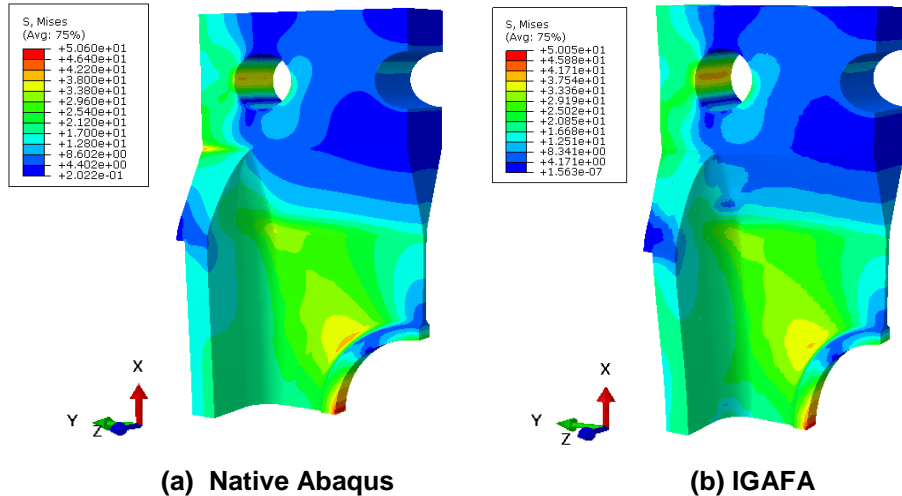 S, Mises
(Avg: 75%)
+5.060e+01
+4.640e+01
+4.220e+01
+3.800e+01
+3.380e+01
+2.960e+01
+2.540e+01
+2.120e+01
+1.700e+01
+1.280e+01
+8.602e+00
+4.402e+00
+2.022e-01
X
Y
Z
(a) Native Abaqus
S, Mises
(Avg: 75%)
+5.005e+01
+4.588e+01
+4.171e+01
+3.754e+01
+3.336e+01
+2.919e+01
+2.502e+01
+2.085e+01
+1.668e+01
+1.251e+01
+8.341e+00
+4.171e+00
+1.563e-07
X
Y
Z
(b) IGAFA